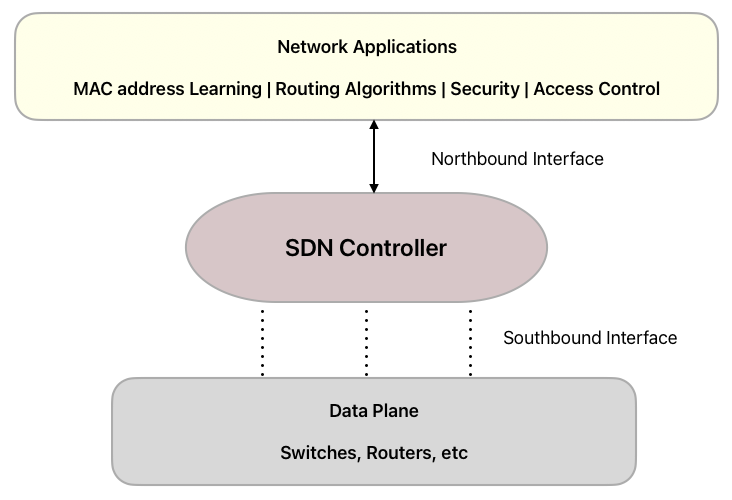 Network Applications
MAC address Learning | Routing Algorithms | Security | Access Control
Northbound Interface
SDN Controller
Southbound Interface
Data Plane
Switches, Routers, etc